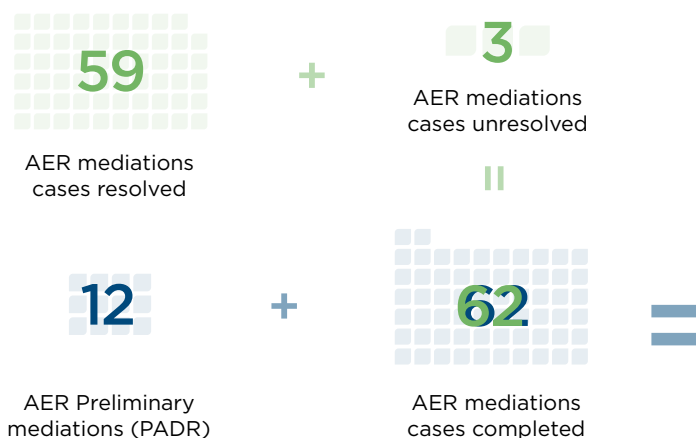 59
+
3
AER mediations
cases resolved
AER mediations
cases unresolved
=
12
+
62
=
AER Preliminary
mediations (PADR)
AER mediations
cases completed